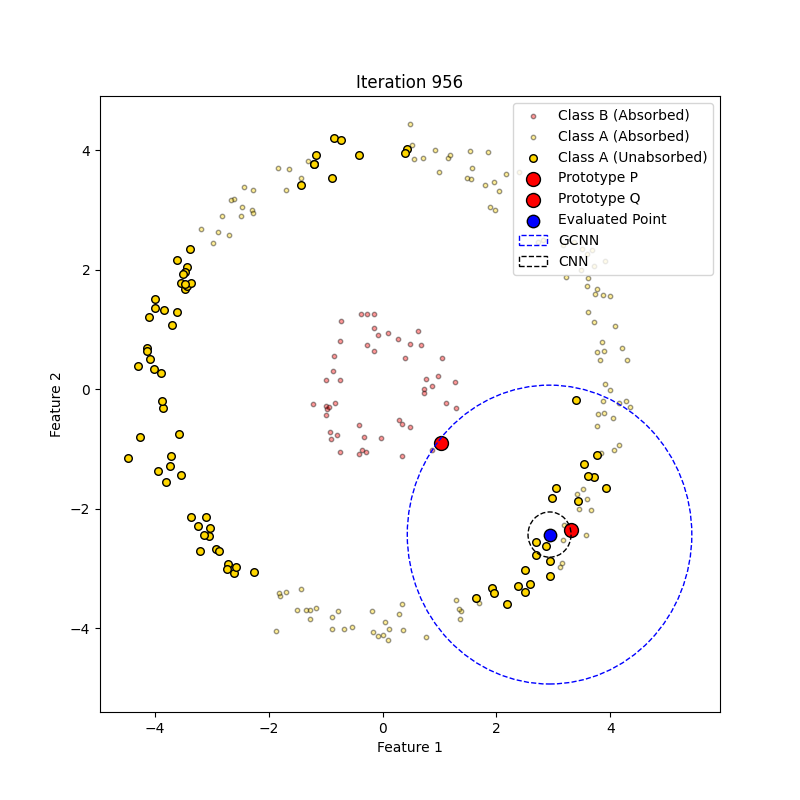 Iteration 956
Class B (Absorbed)
Class A (Absorbed)
Class A (Unabsorbed)
Prototype P
Prototype Q
Evaluated Point
GCNN
CNN
4
2
0
−2
−4
Feature 2
−4
−2
0
2
4
Feature 1